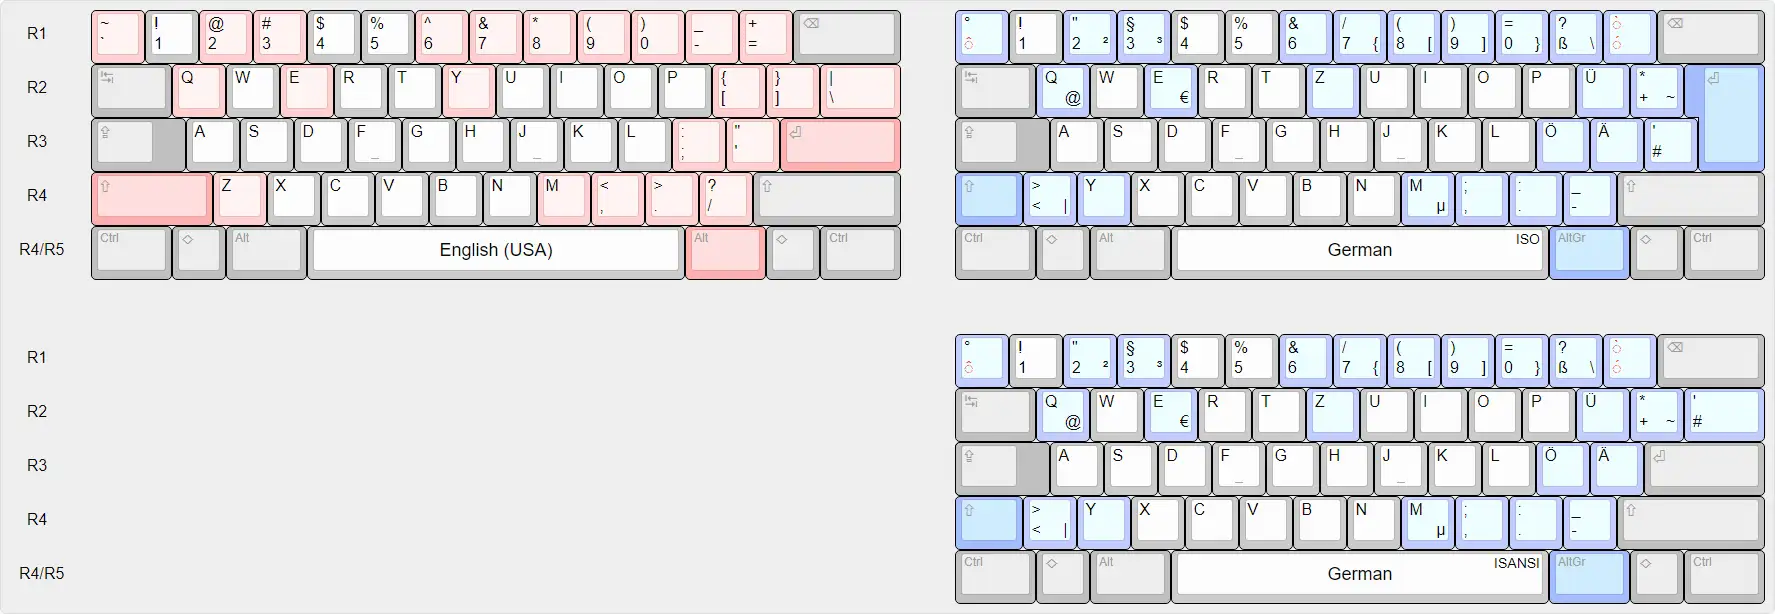 R1
~ ! @ # $ % ^ & * ( ) _ + ⌫
` 1 2 3 4 5 6 7 8 9 0 - =
° ! " § $ % & / ( ) = ? ò ⌫
ô 1 2 ² 3 ³ 4 5 6 7 { 8 [ 9 ] 0 } ß \ ó
R2
↹ Q W E R T Y U I O P { } |
[ ] \
↹ Q W E R T Z U I O P Ü * ⏎
@ € + ~
R3
⇪ A S D F G H J K L : " ⏎
_ _ ; '
⇪ A S D F G H J K L Ö Ä '
_ _ #
R4
⇧ Z X C V B N M < > ? ⇧
, . /
⇧ > Y X C V B N M ; : _ ⇧
< | µ , . -
R4/R5
Ctrl ◇ Alt English (USA) Alt ◇ Ctrl
Ctrl ◇ Alt German ISO AltGr ◇ Ctrl
R1
° ! " § $ % & / ( ) = ? ò ⌫
ô 1 2 ² 3 ³ 4 5 6 7 { 8 [ 9 ] 0 } ß \ ó
R2
↹ Q W E R T Z U I O P Ü * '
@ € + ~ #
R3
⇪ A S D F G H J K L Ö Ä ⏎
_ _
R4
⇧ > Y X C V B N M ; : _ ⇧
< | µ , . -
R4/R5
Ctrl ◇ Alt German ISANSI AltGr ◇ Ctrl